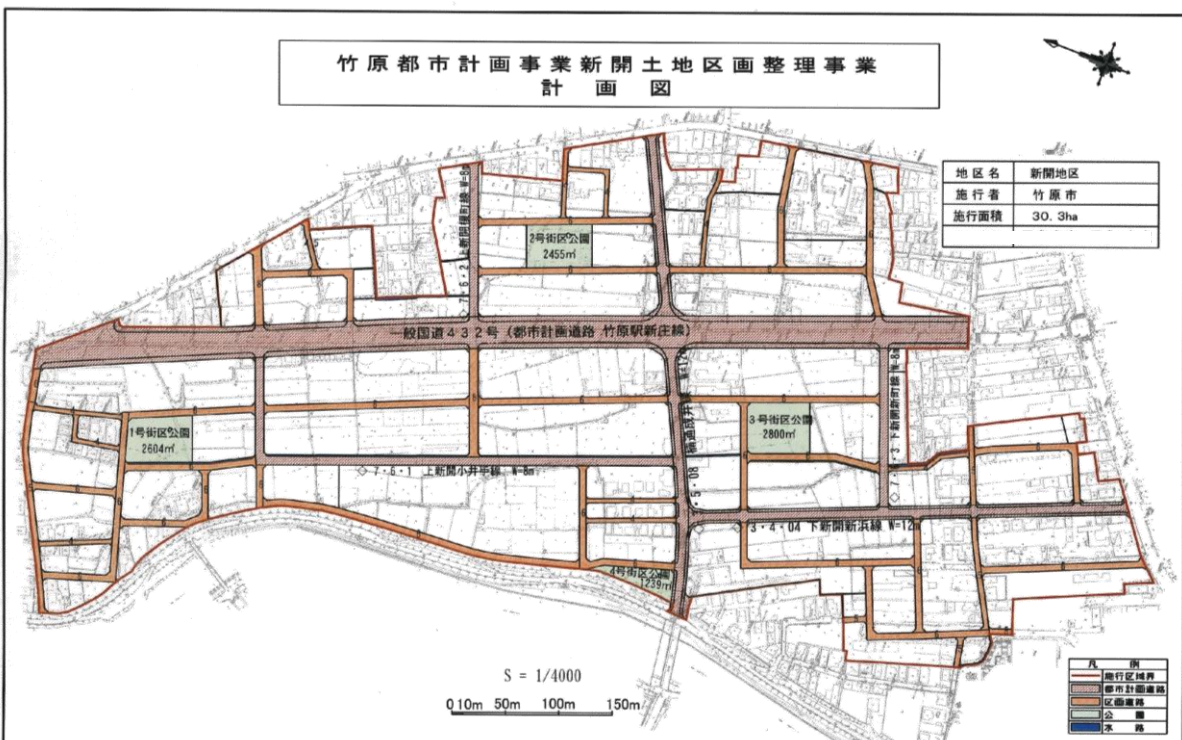 竹原都市計画事業新開土地区画整理事業
計画図
地区名 新開地区
施行者 竹原市
施行面積 30.3ha
2号街区公園
2455㎡
一般国道432号(都市計画道路 竹原駅新庄線)
1号街区公園
2604㎡
3号街区公園
2800㎡
◇7・6・1 上新開小井手線 W=8m
3・4・04 下新開新浜線 W=12m
4号街区公園
1239㎡
S = 1/4000
0 10m 50m 100m 150m
凡例
施行区域界
都市計画道路
区画道路
公園
水路